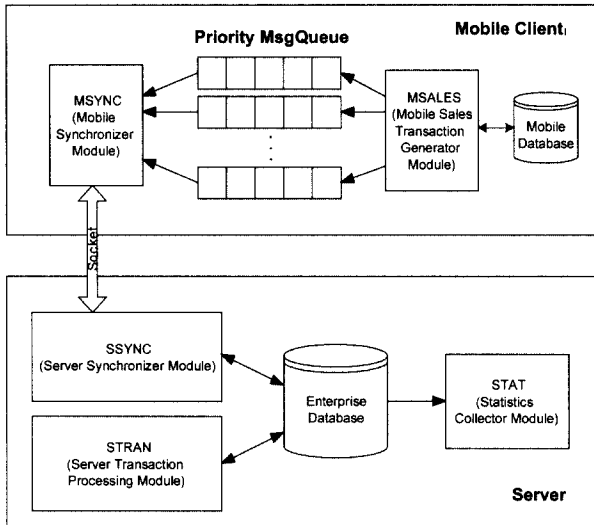 Priority MsgQueue
Mobile Client
MSYNC
(Mobile
Synchronizer
Module)
MSALES
(Mobile Sales
Transaction
Generator
Module)
Mobile
Database
Socket
SSYNC
(Server Synchronizer Module)
STRAN
(Server Transaction
Processing Module)
Enterprise
Database
STAT
(Statistics
Collector Module)
Server